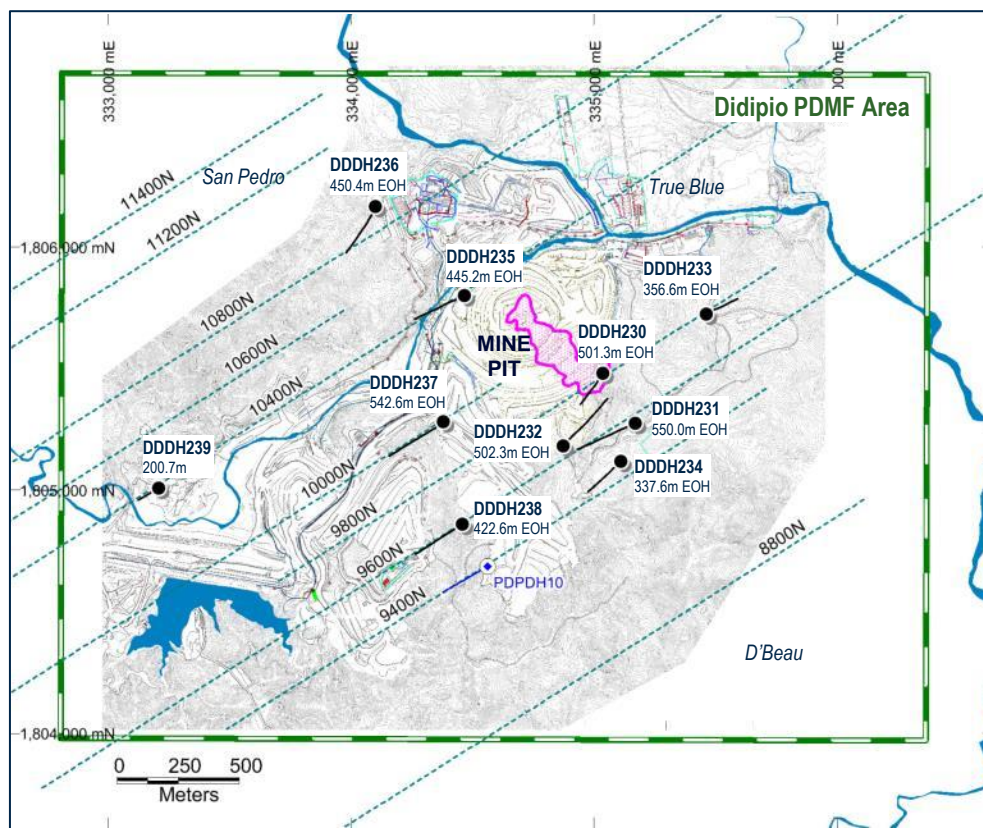 333,000 mE
334,000 mE
335,000 mE
000 mE
Didipio PDMF Area
11400N
San Pedro
DDDH236
450.4m EOH
True Blue
11200N
1,806,000 mN
DDDH235
445.2m EOH
DDDH233
356.6m EOH
10800N
DDDH230
501.3m EOH
10600N
MINE
PIT
10400N
DDDH237
542.6m EOH
DDDH231
550.0m EOH
DDDH232
502.3m EOH
DDDH239
200.7m
DDDH234
337.6m EOH
10000N
1,805,000 mN
9800N
DDDH238
422.6m EOH
8800N
9600N
PDPDH10
9400N
D'Beau
1,804,000 mN
0 250 500
Meters